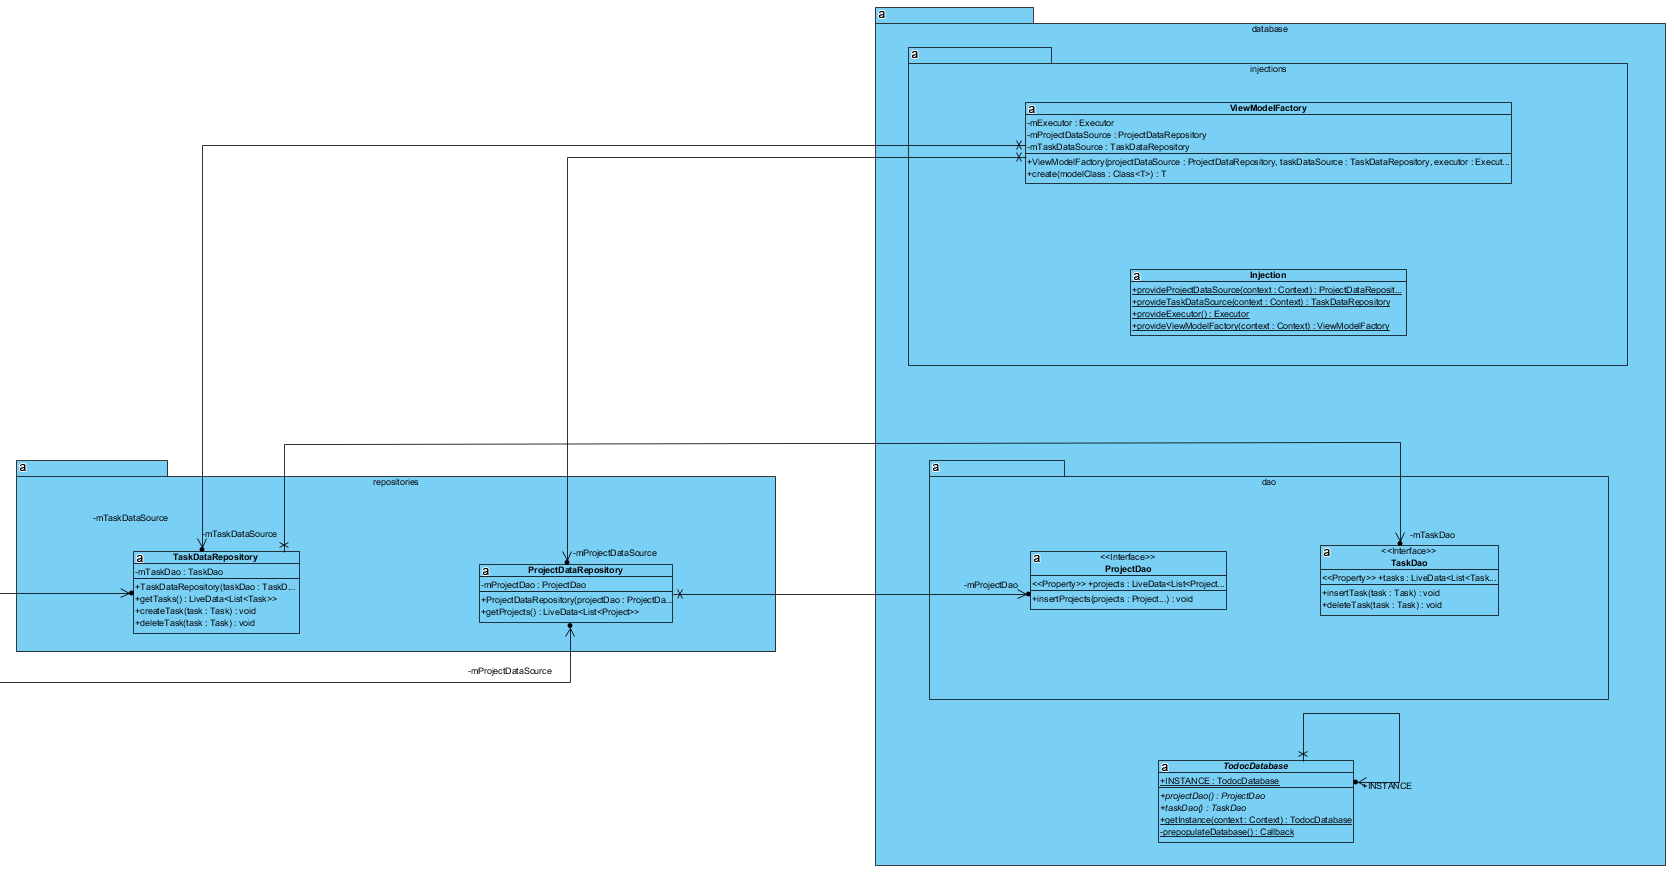 a
database
a
injections
a
ViewModelFactory
-mExecutor : Executor
-mProjectDataSource : ProjectDataRepository
-mTaskDataSource : TaskDataRepository
+ViewModelFactory(projectDataSource : ProjectDataRepository, taskDataSource : TaskDataRepository, executor : Execut...
+create(modelClass : Class<T>) : T
a
Injection
+provideProjectDataSource(context : Context) : ProjectDataReposit...
+provideTaskDataSource(context : Context) : TaskDataRepository
+provideExecutor() : Executor
+provideViewModelFactory(context : Context) : ViewModelFactory
a
repositories
-mTaskDataSource
-mTaskDataSource
a
TaskDataRepository
-mTaskDao : TaskDao
+TaskDataRepository(taskDao : TaskD...
+getTasks() : LiveData<List<Task>>
+createTask(task : Task) : void
+deleteTask(task : Task) : void
-mProjectDataSource
a
ProjectDataRepository
-mProjectDao : ProjectDao
+ProjectDataRepository(projectDao : ProjectDa...
+getProjects() : LiveData<List<Project>>
-mProjectDataSource
a
dao
-mProjectDao
a
<<Interface>>
ProjectDao
<<Property>> +projects : LiveData<List<Project...
+insertProjects(projects : Project...) : void
-mTaskDao
a
<<Interface>>
TaskDao
<<Property>> +tasks : LiveData<List<Task...
+insertTask(task : Task) : void
+deleteTask(task : Task) : void
a
TodocDatabase
+INSTANCE : TodocDatabase
+projectDao() : ProjectDao
+taskDao() : TaskDao
+getInstance(context : Context) : TodocDatabase
-prepopulateDatabase() : Callback
+INSTANCE